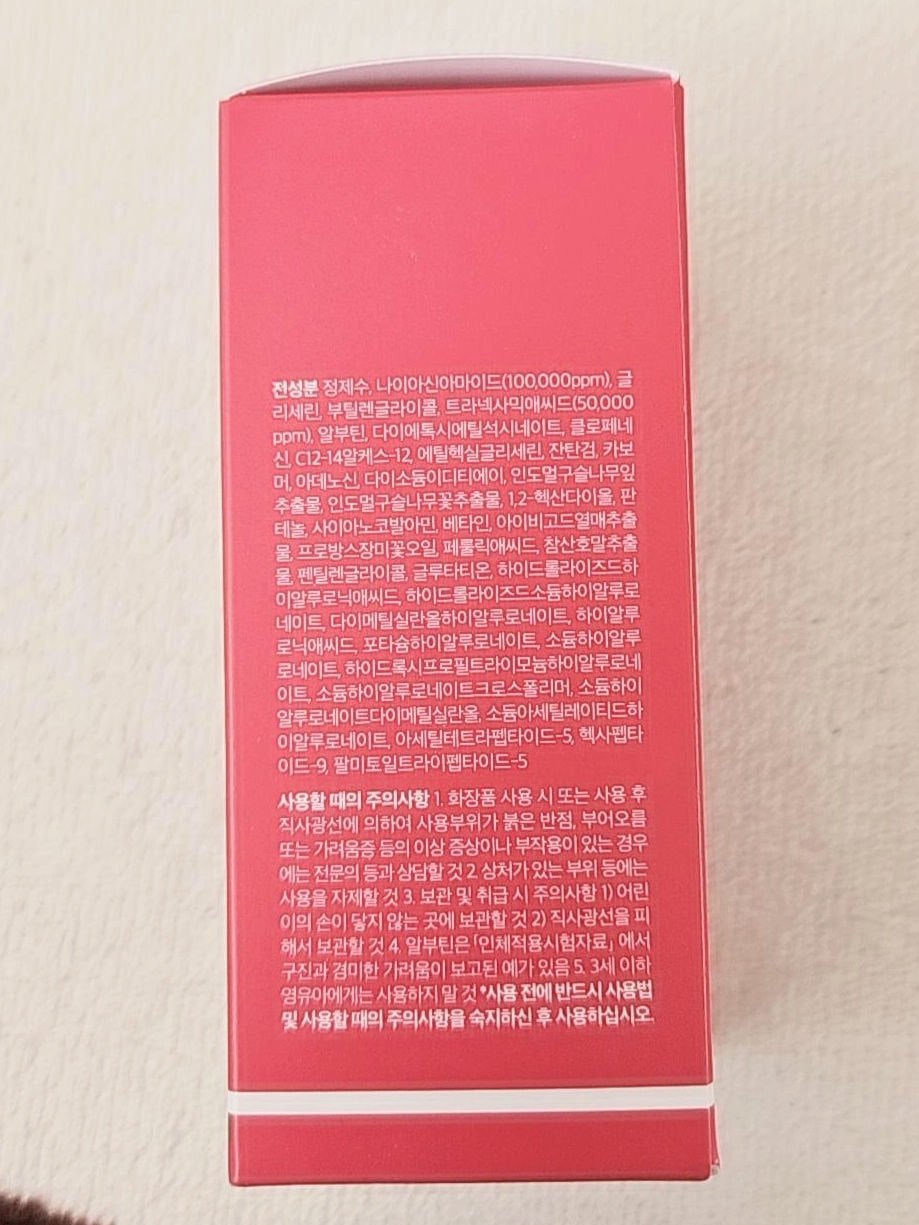 전성분 정제수, 나이아신아마이드(100,000ppm), 글
리세린, 부틸렌글라이콜, 트라넥사믹애씨드(50,000
ppm), 알부틴, 다이에톡시에틸석시네이트, 클로페네
신, C12-14알케스-12, 에틸헥실글리세린, 잔탄검, 카보
머, 아데노신, 다이소듐이디티에이, 인도멀구슬나무잎
추출물, 인도멀구슬나무꽃추출물, 1,2-헥산다이올, 판
테놀, 사이아노코발아민, 베타인, 아이비고드열매추출
물, 프로방스장미꽃오일, 페룰릭애씨드, 참산호말추출
물, 펜틸렌글라이콜, 글루타티온, 하이드롤라이즈드하
이알루로닉애씨드, 하이드롤라이즈드소듐하이알루로
네이트, 다이메틸실란올하이알루로네이트, 하이알루
로닉애씨드, 포타슘하이알루로네이트, 소듐하이알루
로네이트, 하이드록시프로필트라이모늄하이알루로네
이트, 소듐하이알루로네이트크로스폴리머, 소듐하이
알루로네이트다이메틸실란올, 소듐아세틸레이티드하
이알루로네이트, 아세틸테트라펩타이드-5, 헥사펩타
이드-9, 팔미토일트라이펩타이드-5
사용할 때의 주의사항 1. 화장품 사용 시 또는 사용 후
직사광선에 의하여 사용부위가 붉은 반점, 부어오름
또는 가려움증 등의 이상 증상이나 부작용이 있는 경우
에는 전문의 등과 상담할 것 2. 상처가 있는 부위 등에는
사용을 자제할 것 3. 보관 및 취급 시 주의사항 1) 어린
이의 손이 닿지 않는 곳에 보관할 것 2) 직사광선을 피
해서 보관할 것 4. 알부틴은 「인체적용시험자료」에서
구진과 경미한 가려움이 보고된 예가 있음 5. 3세 이하
영유아에게는 사용하지 말 것 *사용 전에 반드시 사용법
및 사용할 때의 주의사항을 숙지하신 후 사용하십시오.